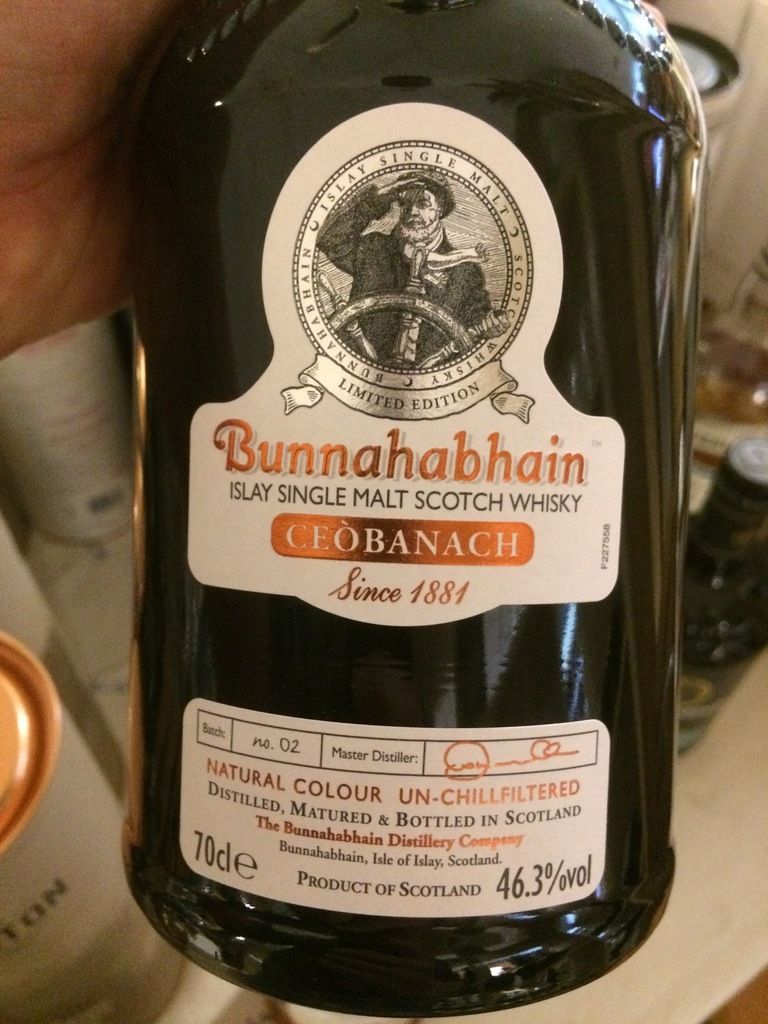 BUNNAHABHAIN ISLAY SINGLE MALT SCOTCH WHISKY
LIMITED EDITION
Bunnahabhain™
ISLAY SINGLE MALT SCOTCH WHISKY
CEÒBANACH
Since 1881
F227558
Batch: no. 02 Master Distiller:
NATURAL COLOUR UN-CHILLFILTERED
DISTILLED, MATURED & BOTTLED IN SCOTLAND
The Bunnahabhain Distillery Company
Bunnahabhain, Isle of Islay, Scotland.
70cl e PRODUCT OF SCOTLAND 46.3%vol
TON